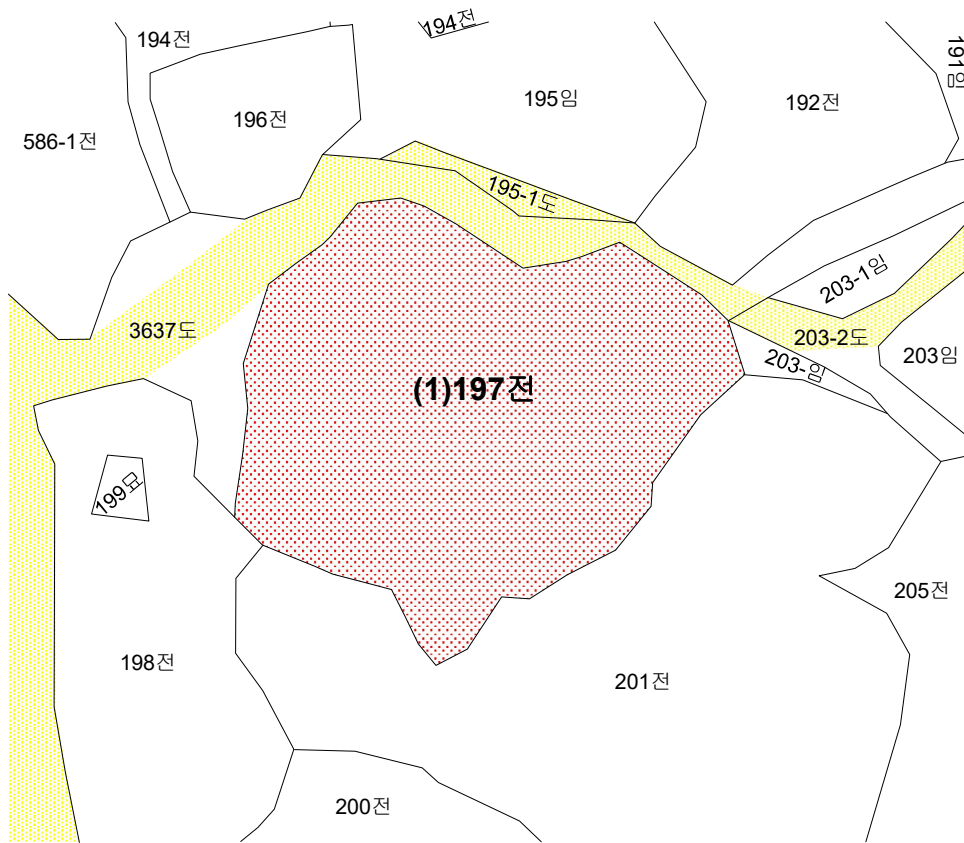 194전
194전
191임
196전
195임
192전
586-1전
195-1도
203-1임
3637도
203-2도
203임
203-임
(1)197전
199묘
205전
198전
201전
200전